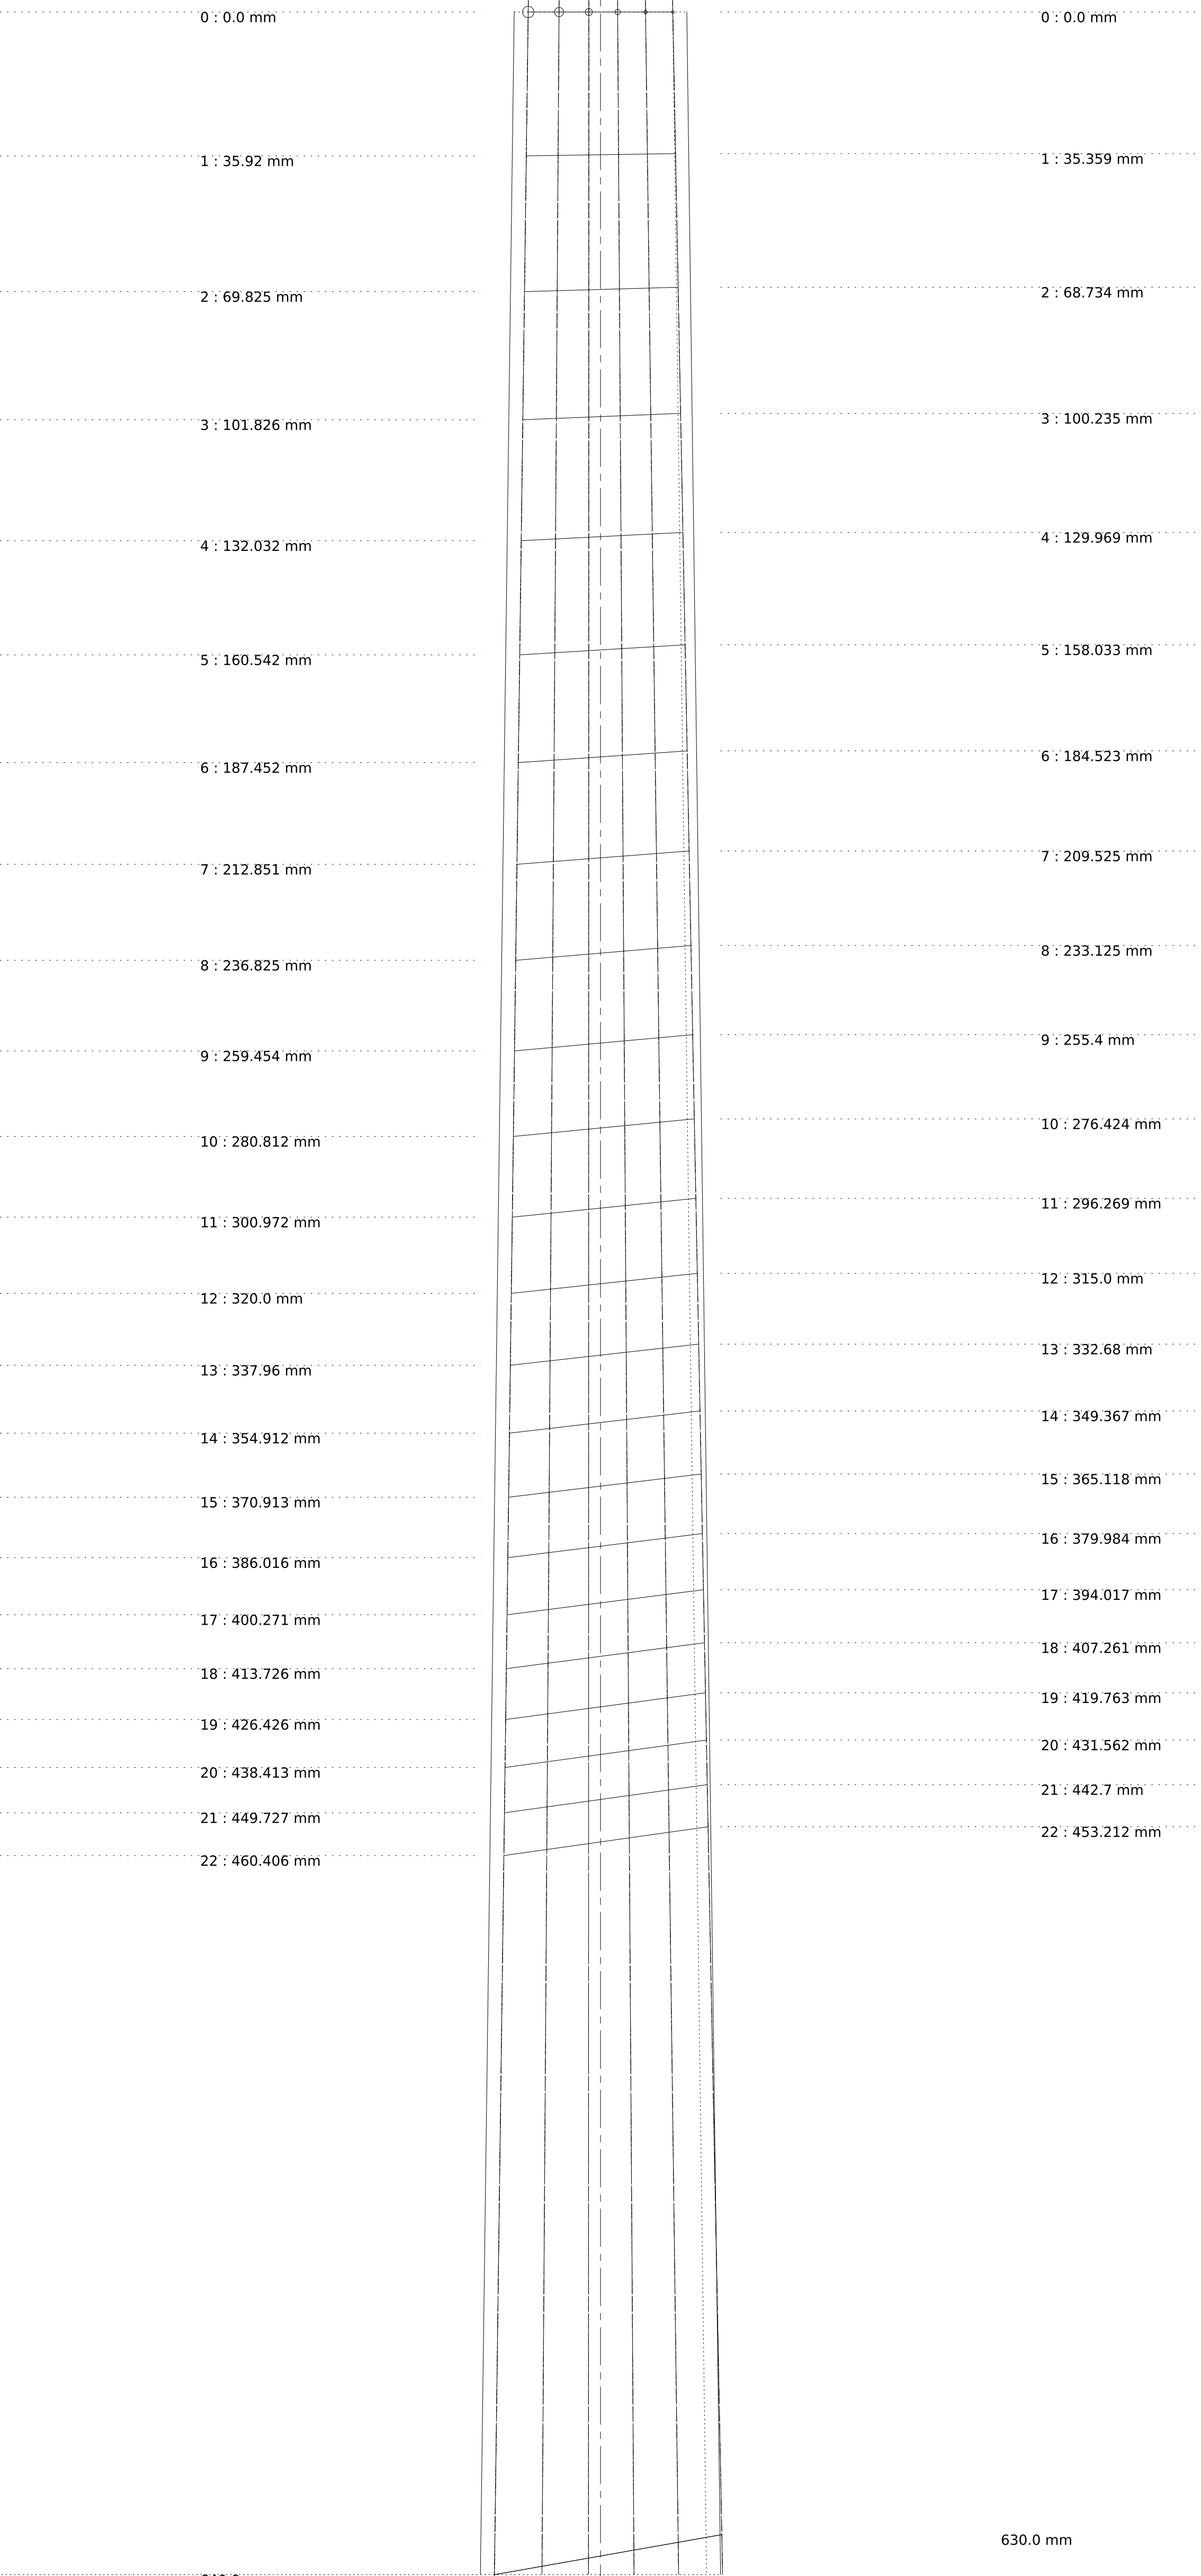 0 : 0.0 mm
0 : 0.0 mm
1 : 35.92 mm
1 : 35.359 mm
2 : 69.825 mm
2 : 68.734 mm
3 : 101.826 mm
3 : 100.235 mm
4 : 132.032 mm
4 : 129.969 mm
5 : 160.542 mm
5 : 158.033 mm
6 : 187.452 mm
6 : 184.523 mm
7 : 212.851 mm
7 : 209.525 mm
8 : 236.825 mm
8 : 233.125 mm
9 : 259.454 mm
9 : 255.4 mm
10 : 280.812 mm
10 : 276.424 mm
11 : 300.972 mm
11 : 296.269 mm
12 : 320.0 mm
12 : 315.0 mm
13 : 337.96 mm
13 : 332.68 mm
14 : 354.912 mm
14 : 349.367 mm
15 : 370.913 mm
15 : 365.118 mm
16 : 386.016 mm
16 : 379.984 mm
17 : 400.271 mm
17 : 394.017 mm
18 : 413.726 mm
18 : 407.261 mm
19 : 426.426 mm
19 : 419.763 mm
20 : 438.413 mm
20 : 431.562 mm
21 : 449.727 mm
21 : 442.7 mm
22 : 460.406 mm
22 : 453.212 mm
630.0 mm